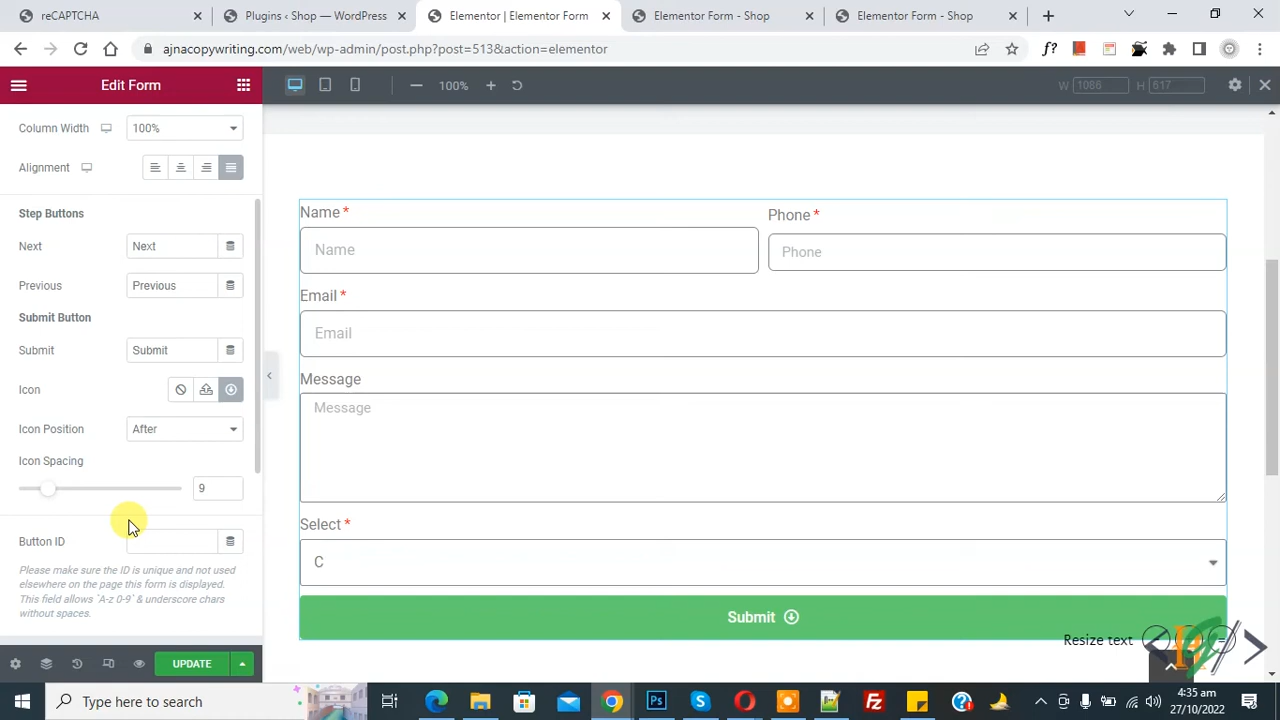 reCAPTCHA
Plugins ‹ Shop — WordPress
Elementor | Elementor Form
Elementor Form - Shop
Elementor Form - Shop
ajnacopywriting.com/web/wp-admin/post.php?post=513&action=elementor
f?
Edit Form
100%
W 1086 H 617
Column Width 100%
Alignment
Step Buttons
Next Next
Previous Previous
Submit Button
Submit Submit
Icon
Icon Position After
Icon Spacing
9
Button ID
Please make sure the ID is unique and not used
elsewhere on the page this form is displayed.
This field allows `A-z 0-9` & underscore chars
without spaces.
UPDATE
Name *
Phone *
Name
Phone
Email *
Email
Message
Message
Select *
C
Submit
Resize text
Type here to search
4:35 am
27/10/2022